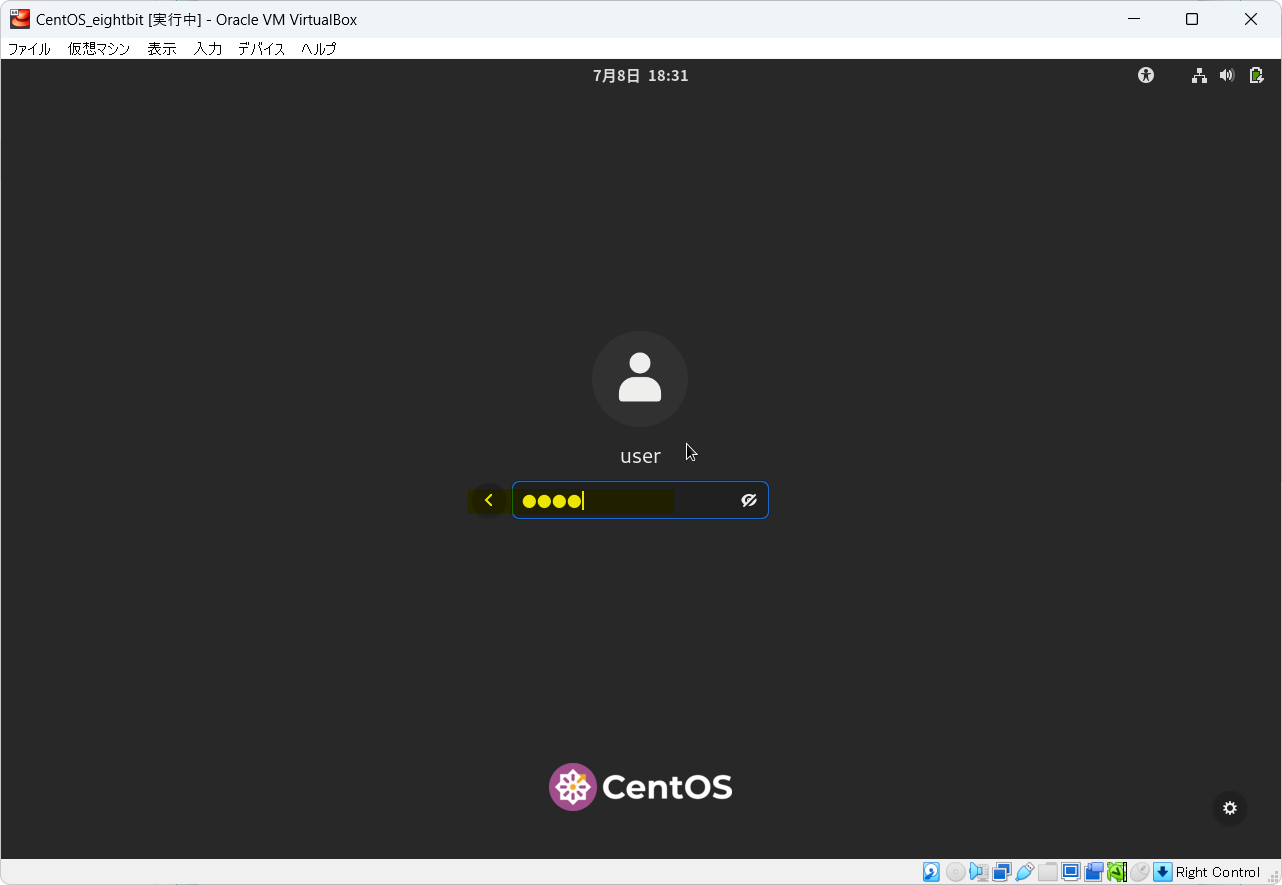 CentOS_eightbit [実行中] - Oracle VM VirtualBox
ファイル 仮想マシン 表示 入力 デバイス ヘルプ
7月8日 18:31
user
CentOS
Right Control